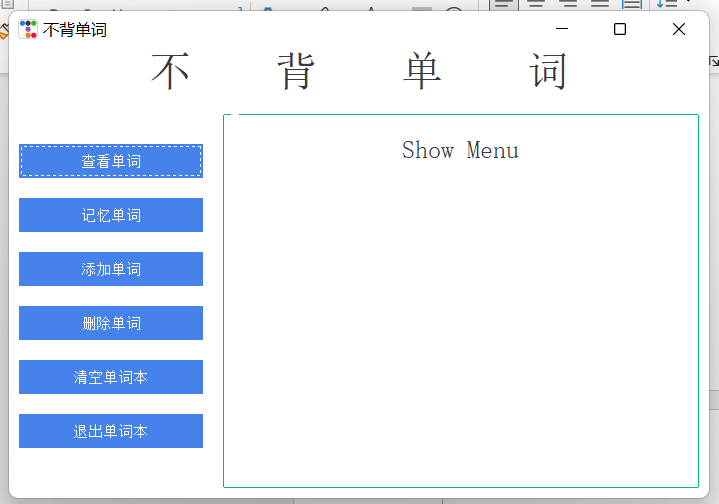 不背单词
不 背 单 词
Show Menu
查看单词
记忆单词
添加单词
删除单词
清空单词本
退出单词本